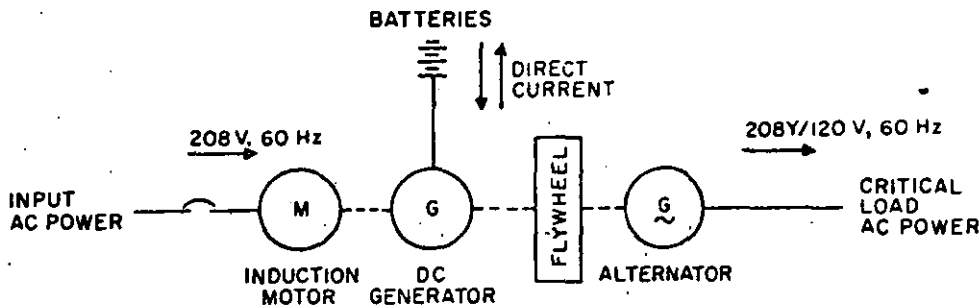 BATTERIES
DIRECT
CURRENT
208V, 60 Hz
208Y/120 V, 60 Hz
INPUT
AC POWER
M
G
FLYWHEEL
G
~
CRITICAL
LOAD
AC POWER
INDUCTION
MOTOR
DC
GENERATOR
ALTERNATOR